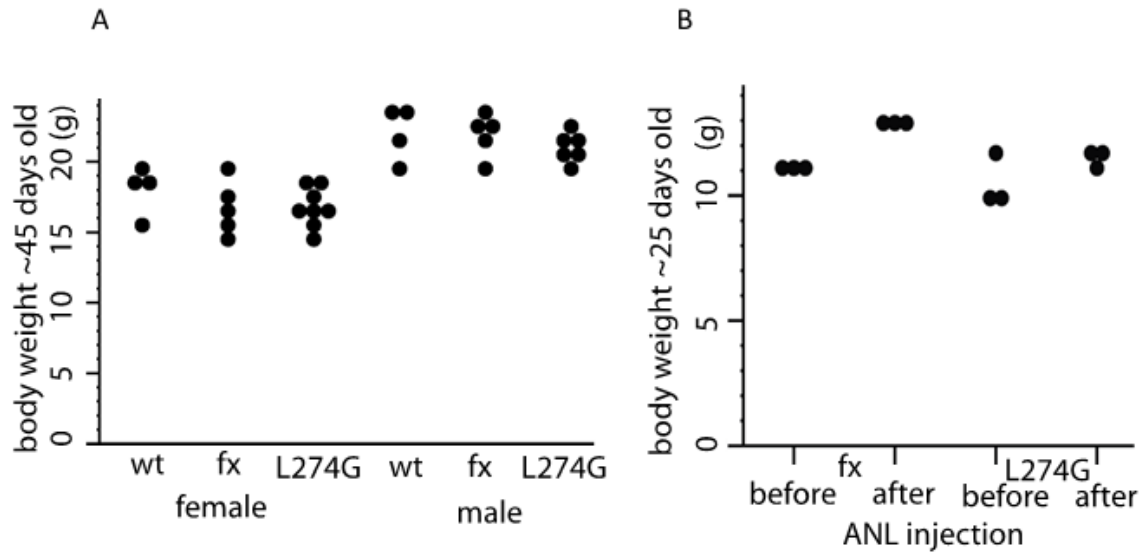 A
body weight ~45 days old (g)
20
15
10
5
0
wt fx L274G wt fx L274G
female male
B
body weight ~25 days old (g)
10
5
0
fx L274G
before after before after
ANL injection